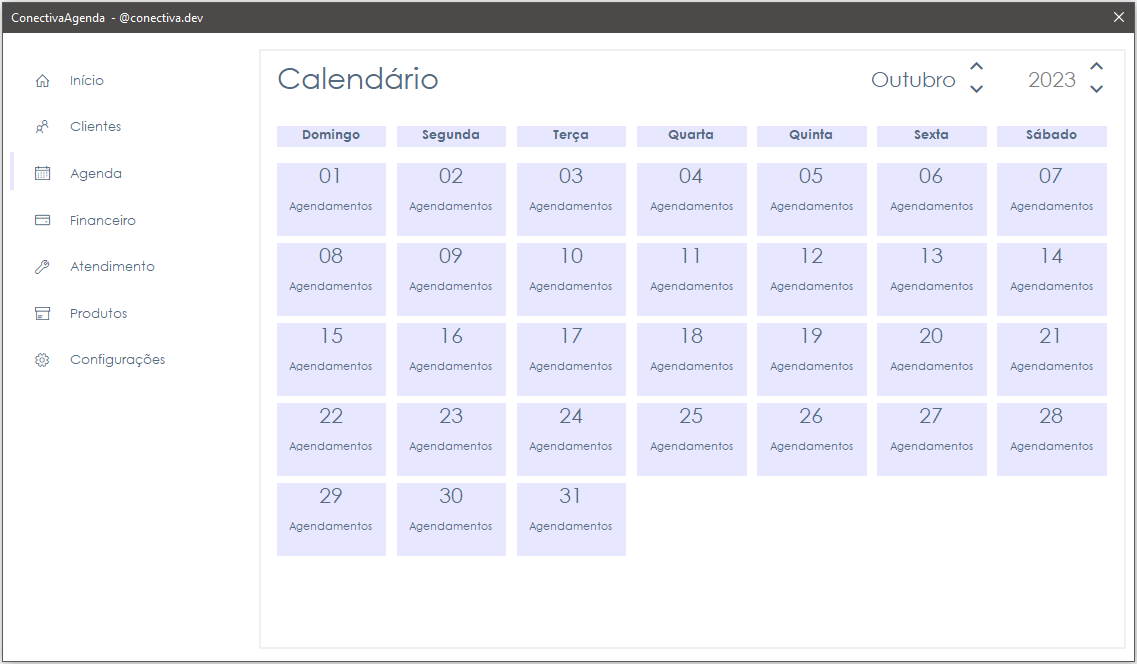 ConectivaAgenda - @conectiva.dev
Início
Clientes
Agenda
Financeiro
Atendimento
Produtos
Configurações
Calendário
Outubro 2023
Domingo Segunda Terça Quarta Quinta Sexta Sábado
01 02 03 04 05 06 07
Agendamentos Agendamentos Agendamentos Agendamentos Agendamentos Agendamentos Agendamentos
08 09 10 11 12 13 14
Agendamentos Agendamentos Agendamentos Agendamentos Agendamentos Agendamentos Agendamentos
15 16 17 18 19 20 21
Agendamentos Agendamentos Agendamentos Agendamentos Agendamentos Agendamentos Agendamentos
22 23 24 25 26 27 28
Agendamentos Agendamentos Agendamentos Agendamentos Agendamentos Agendamentos Agendamentos
29 30 31
Agendamentos Agendamentos Agendamentos